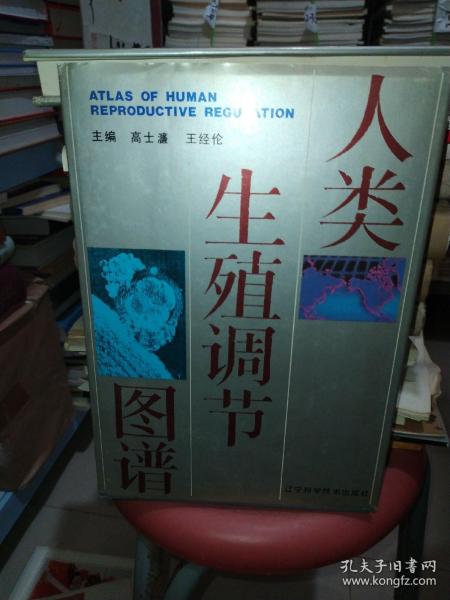 ATLAS OF HUMAN
REPRODUCTIVE REGULATION
主编 高士濂 王经伦
人类
生殖调节
图谱
辽宁科学技术出版社
孔夫子旧书网
www.kongfz.com